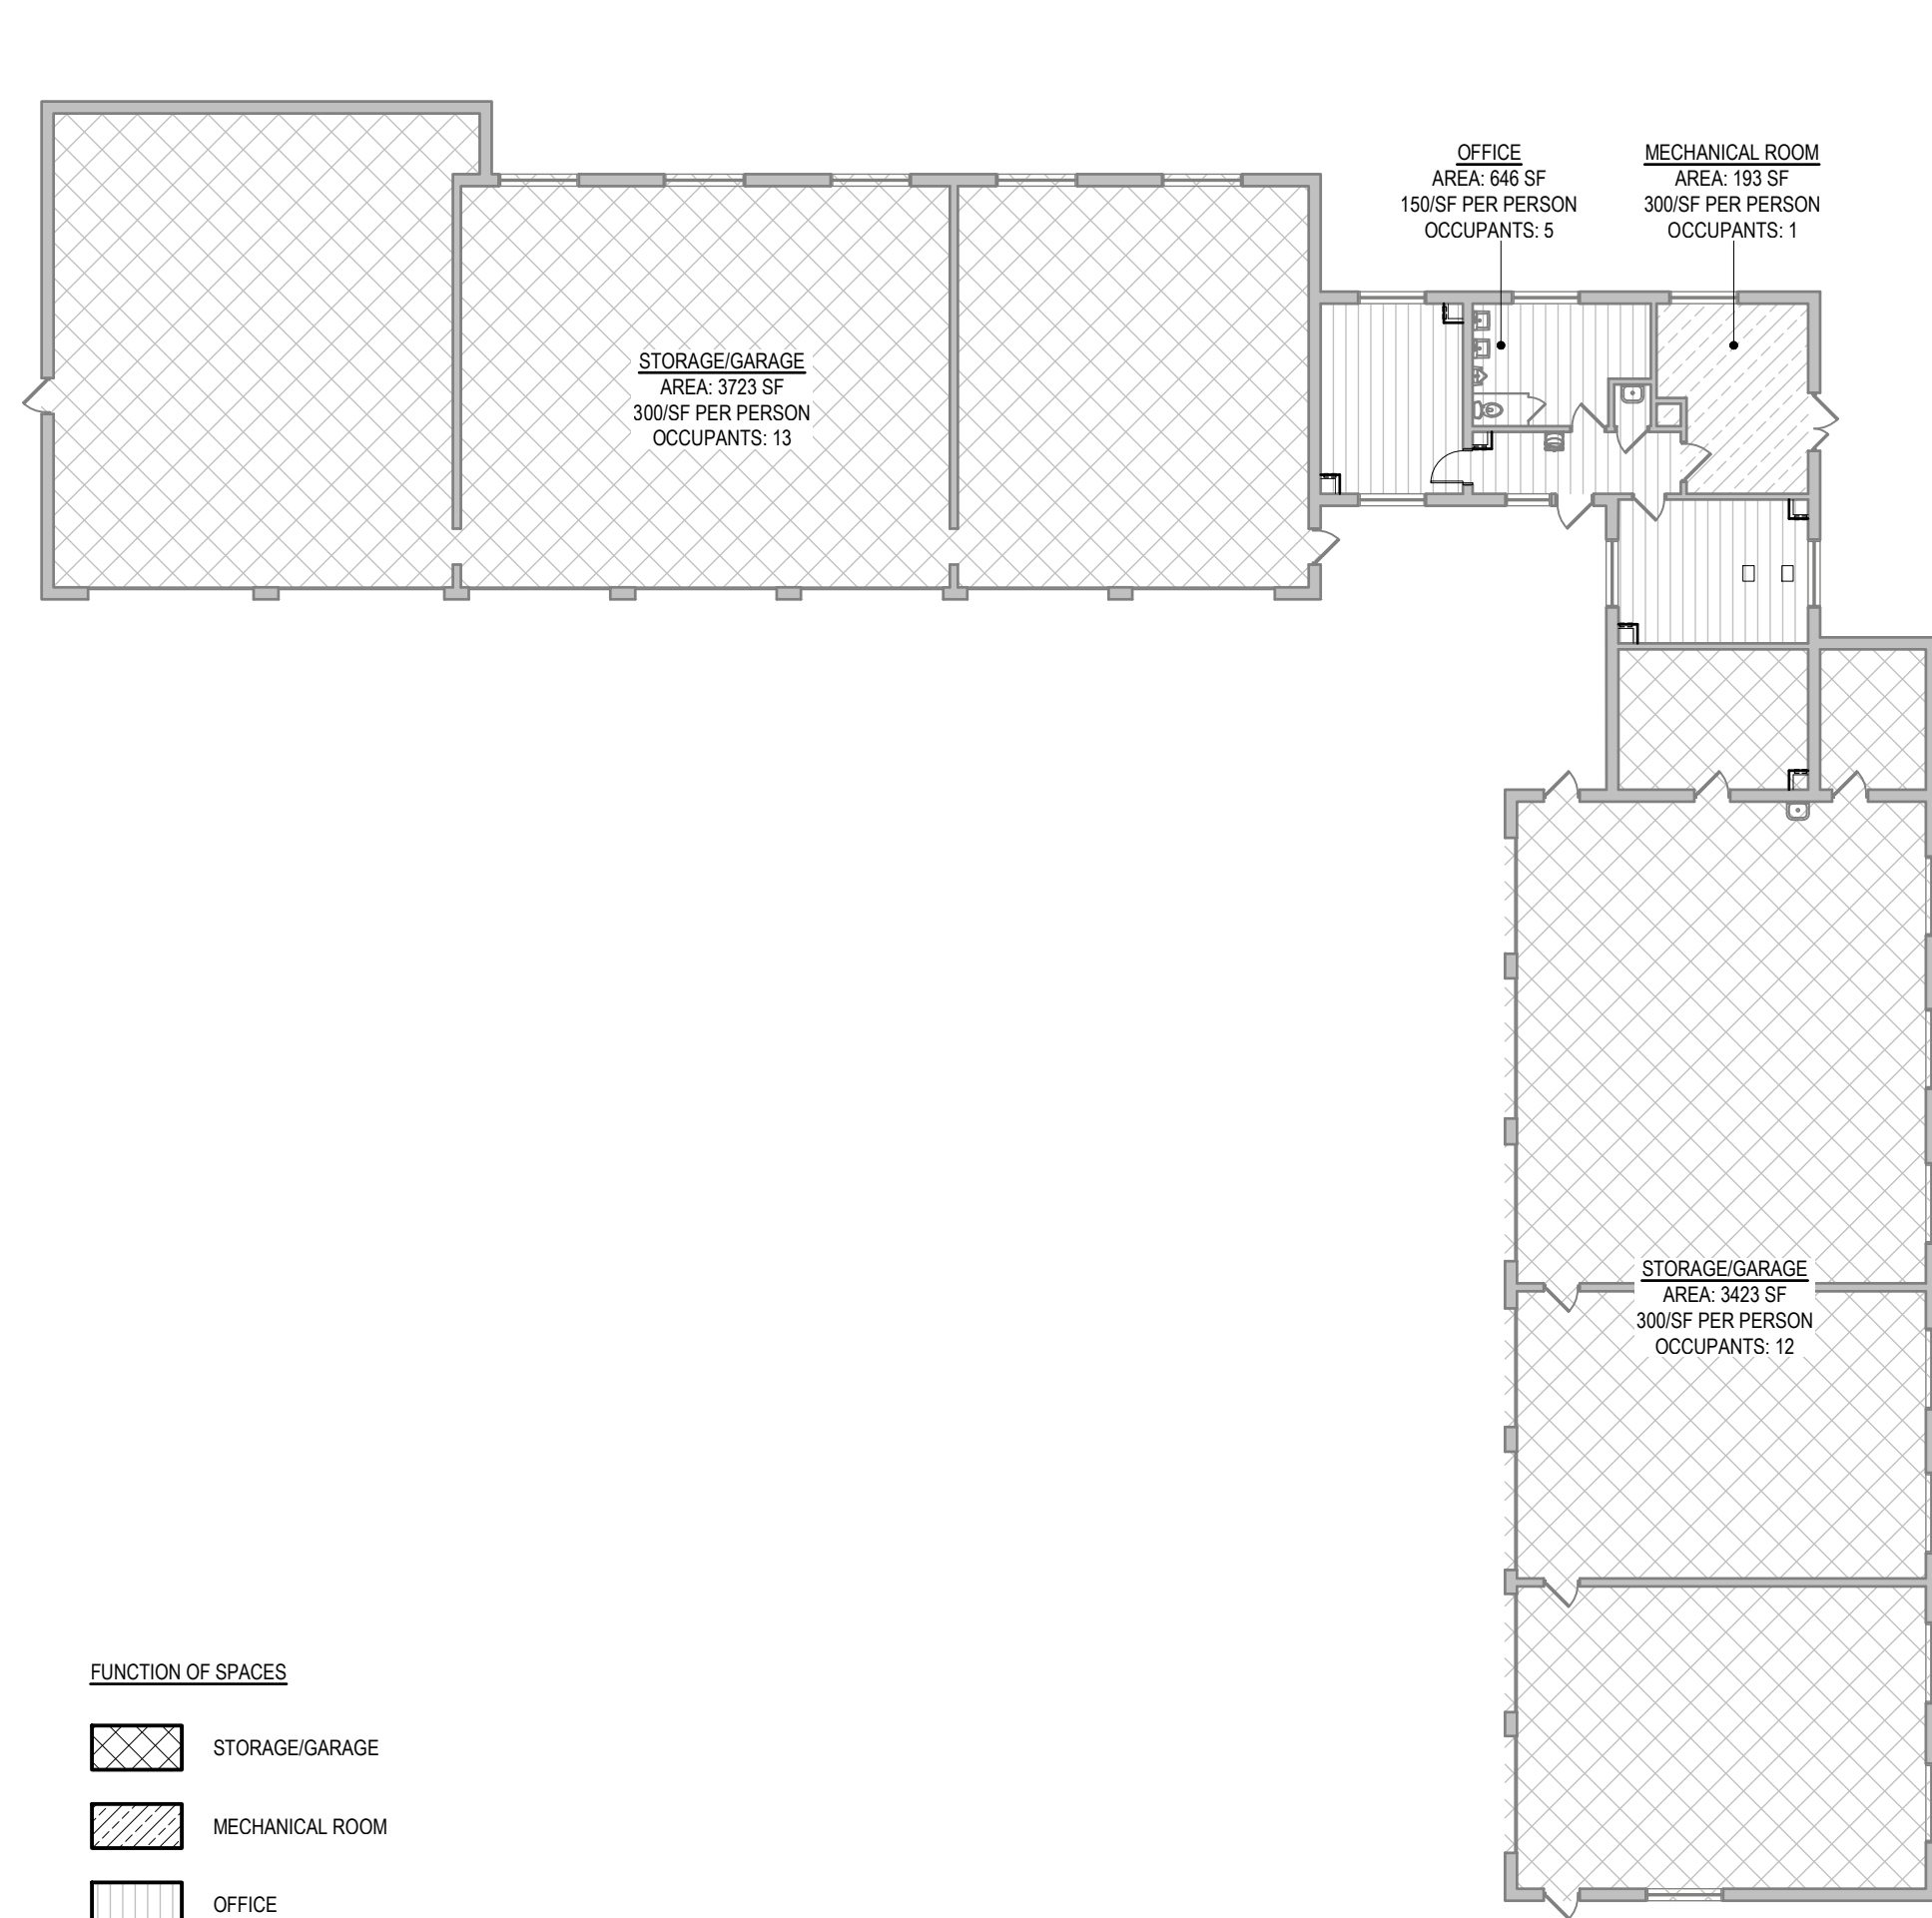 OFFICE
AREA: 646 SF
150/SF PER PERSON
OCCUPANTS: 5
MECHANICAL ROOM
AREA: 193 SF
300/SF PER PERSON
OCCUPANTS: 1
STORAGE/GARAGE
AREA: 3723 SF
300/SF PER PERSON
OCCUPANTS: 13
STORAGE/GARAGE
AREA: 3423 SF
300/SF PER PERSON
OCCUPANTS: 12
FUNCTION OF SPACES
STORAGE/GARAGE
MECHANICAL ROOM
OFFICE